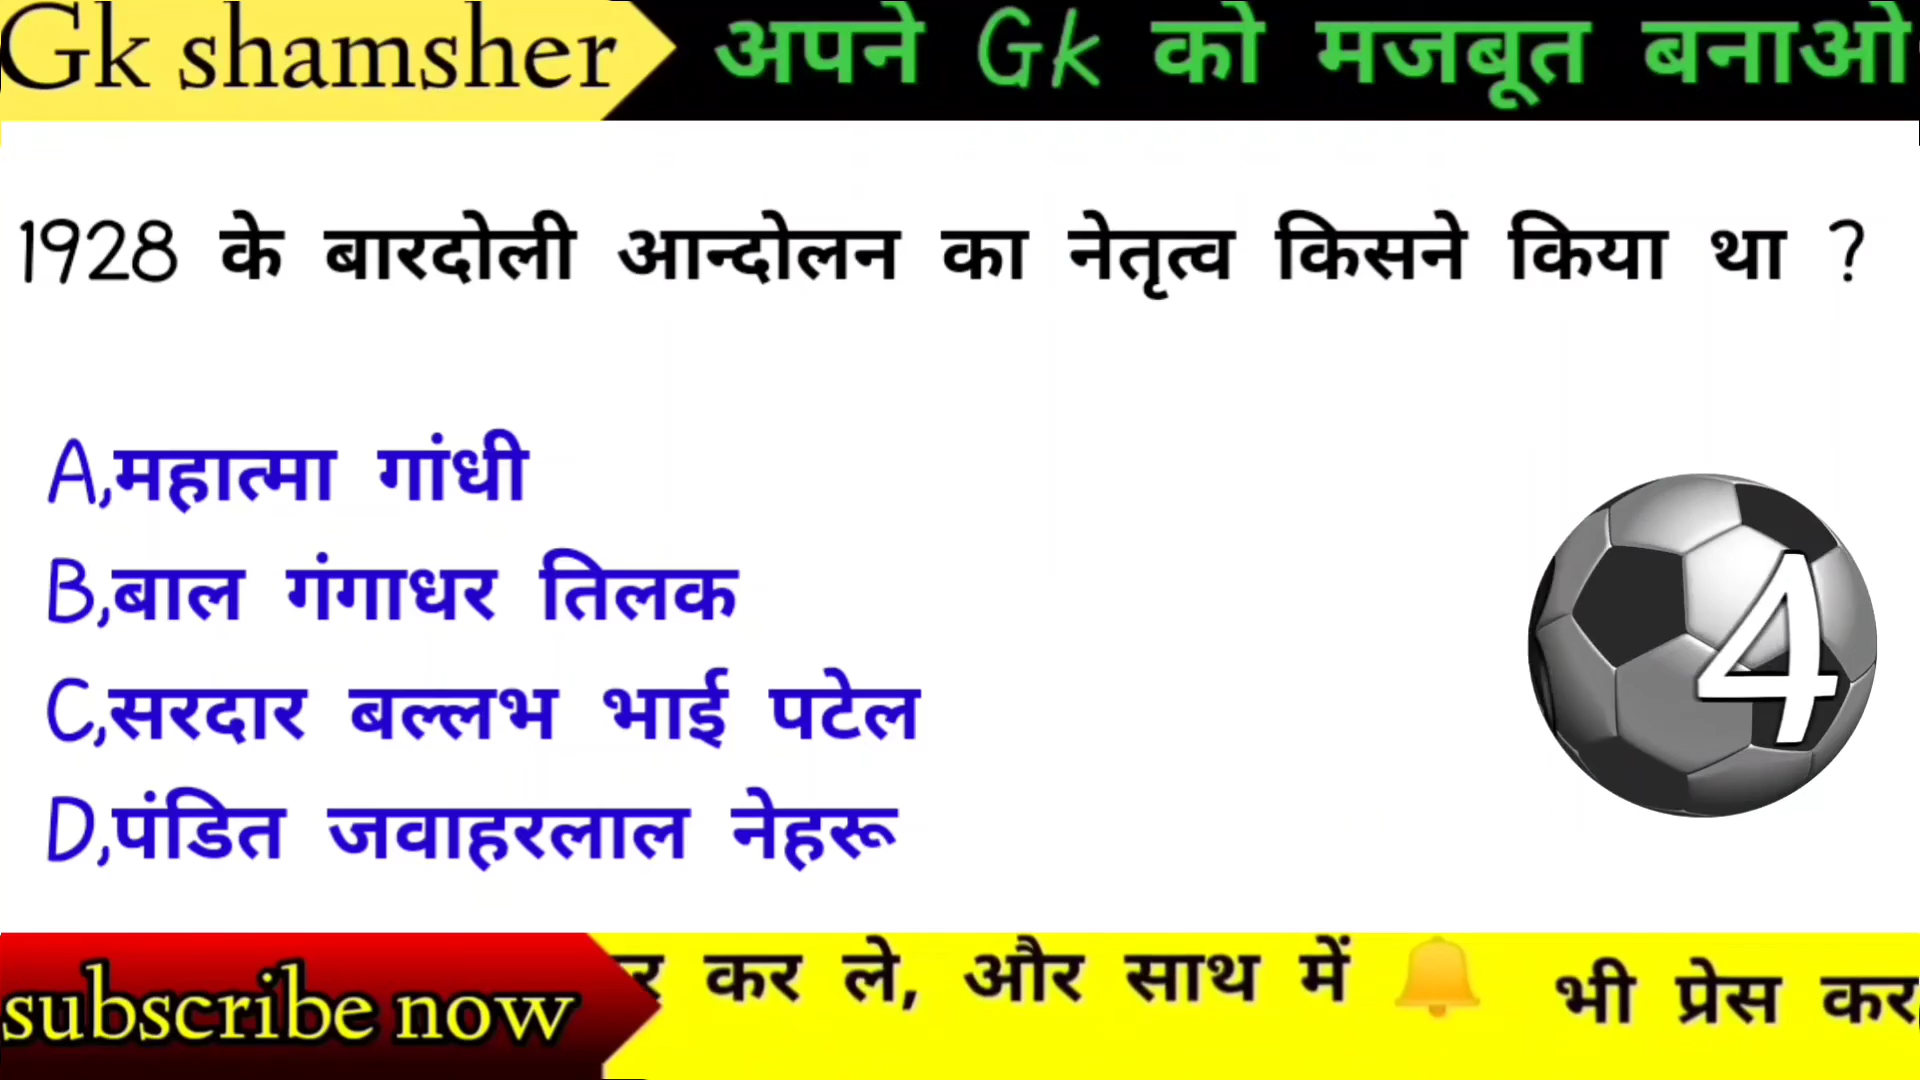 Gk shamsher
अपने Gk को मजबूत बनाओ
1928 के बारदोली आन्दोलन का नेतृत्व किसने किया था ?
A,महात्मा गांधी
B,बाल गंगाधर तिलक
C,सरदार बल्लभ भाई पटेल
D,पंडित जवाहरलाल नेहरू
4
subscribe now
कर ले, और साथ में 🔔 भी प्रेस कर